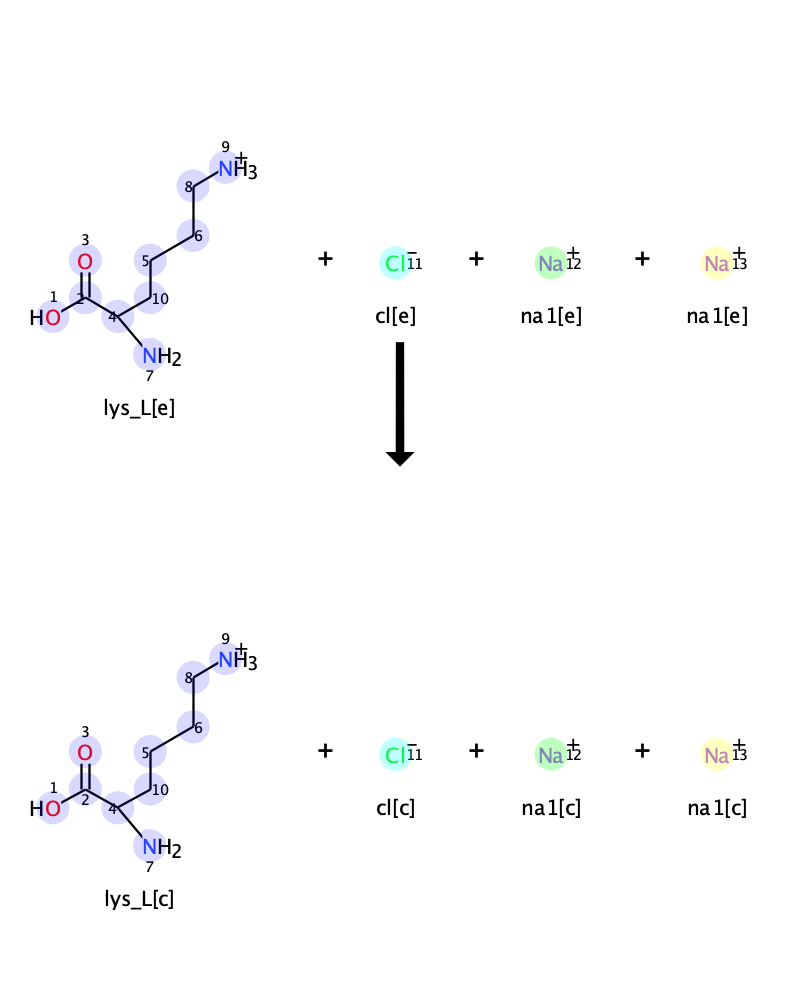 9
+
8 NH3
3 6
O 5
1 2 10
HO 4
NH2
7
lys_L[e]
+
Cl − 11
cl[e]
+
Na + 12
na1[e]
+
Na + 13
na1[e]
9
+
8 NH3
3 6
O 5
1 2 10
HO 4
NH2
7
lys_L[c]
+
Cl − 11
cl[c]
+
Na + 12
na1[c]
+
Na + 13
na1[c]